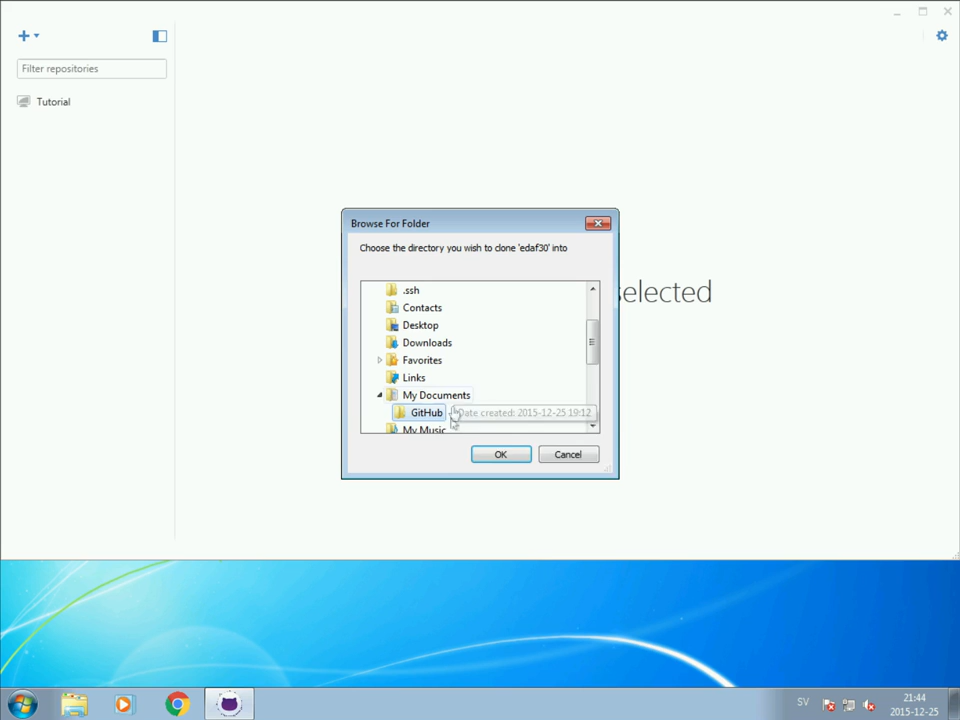 Filter repositories
Tutorial
Browse For Folder
Choose the directory you wish to clone 'edaf30' into
.ssh
Contacts
Desktop
Downloads
Favorites
Links
My Documents
GitHub
Date created: 2015-12-25 19:12
My Music
OK
Cancel
selected
SV
21:44
2015-12-25